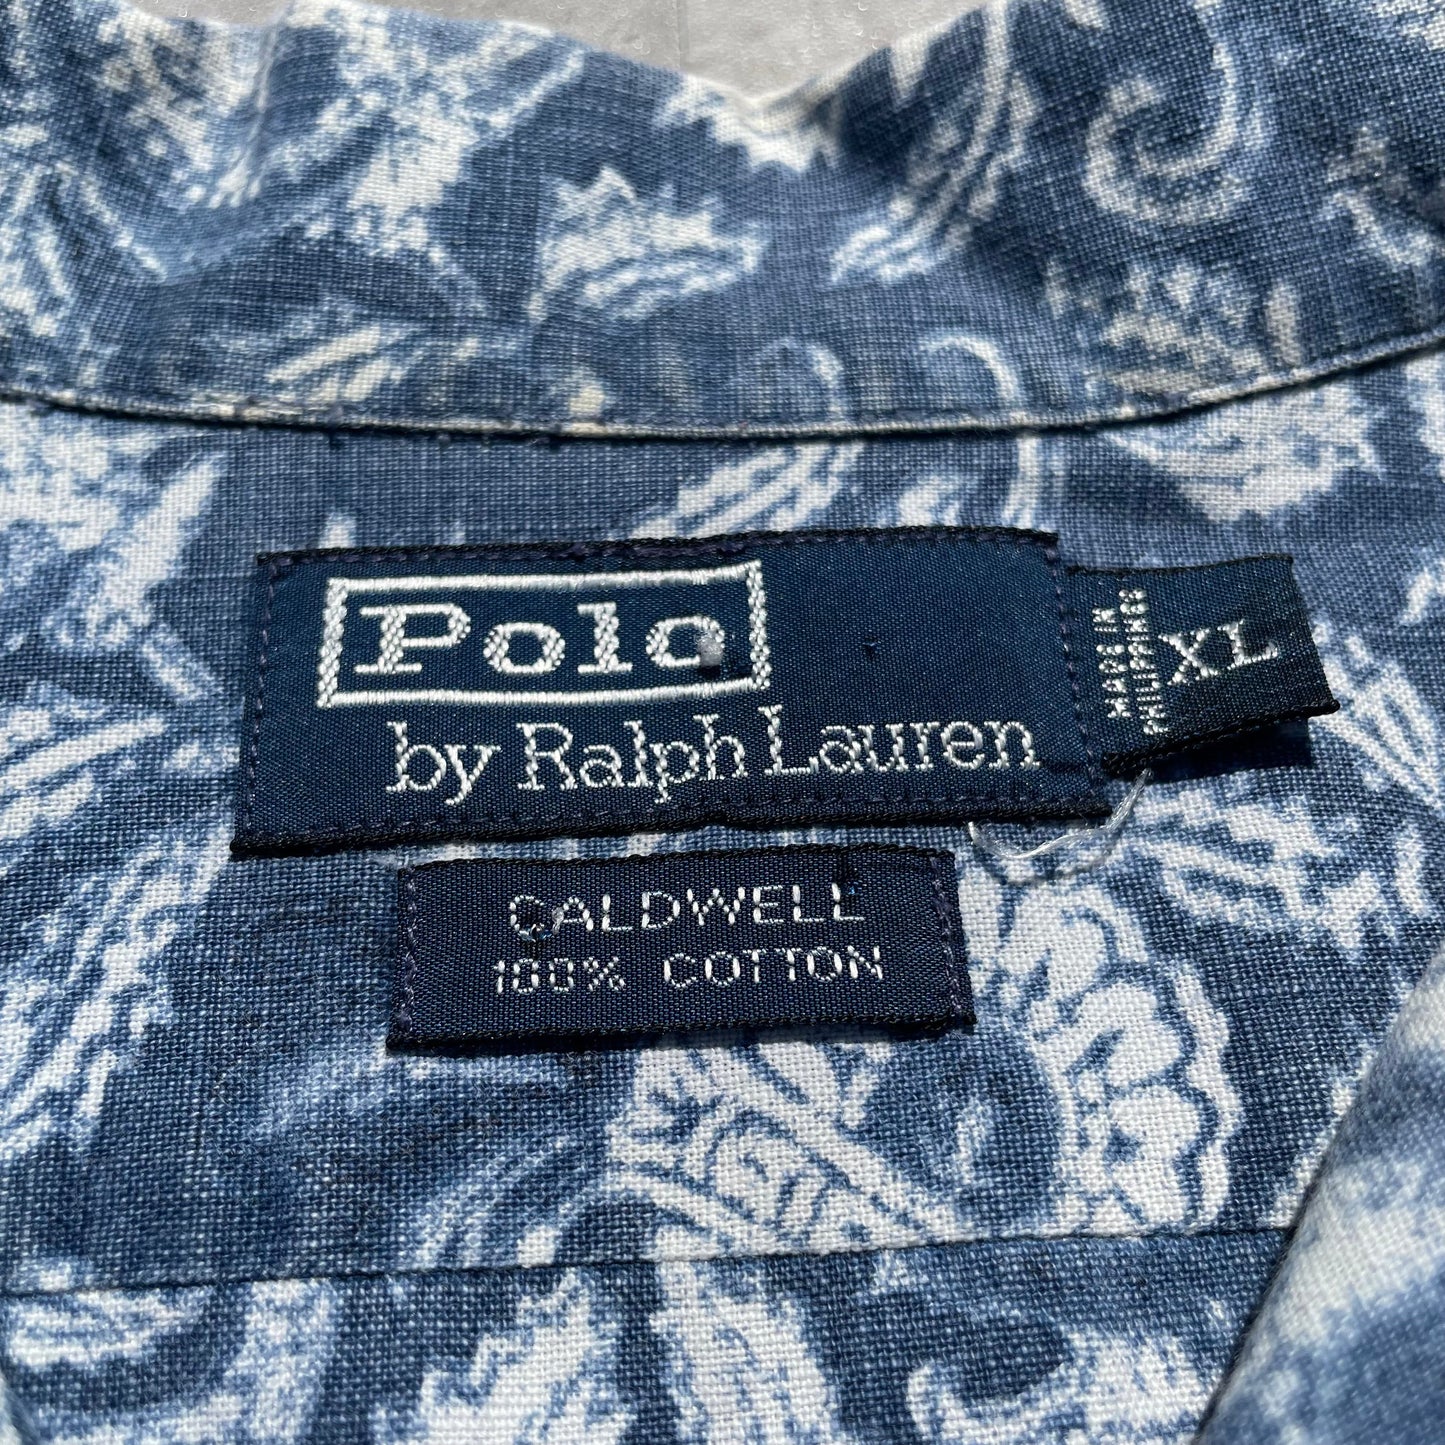 Polo
by Ralph Lauren
MADE IN
PHILIPPINES
XL
CALDWELL
100% COTTON